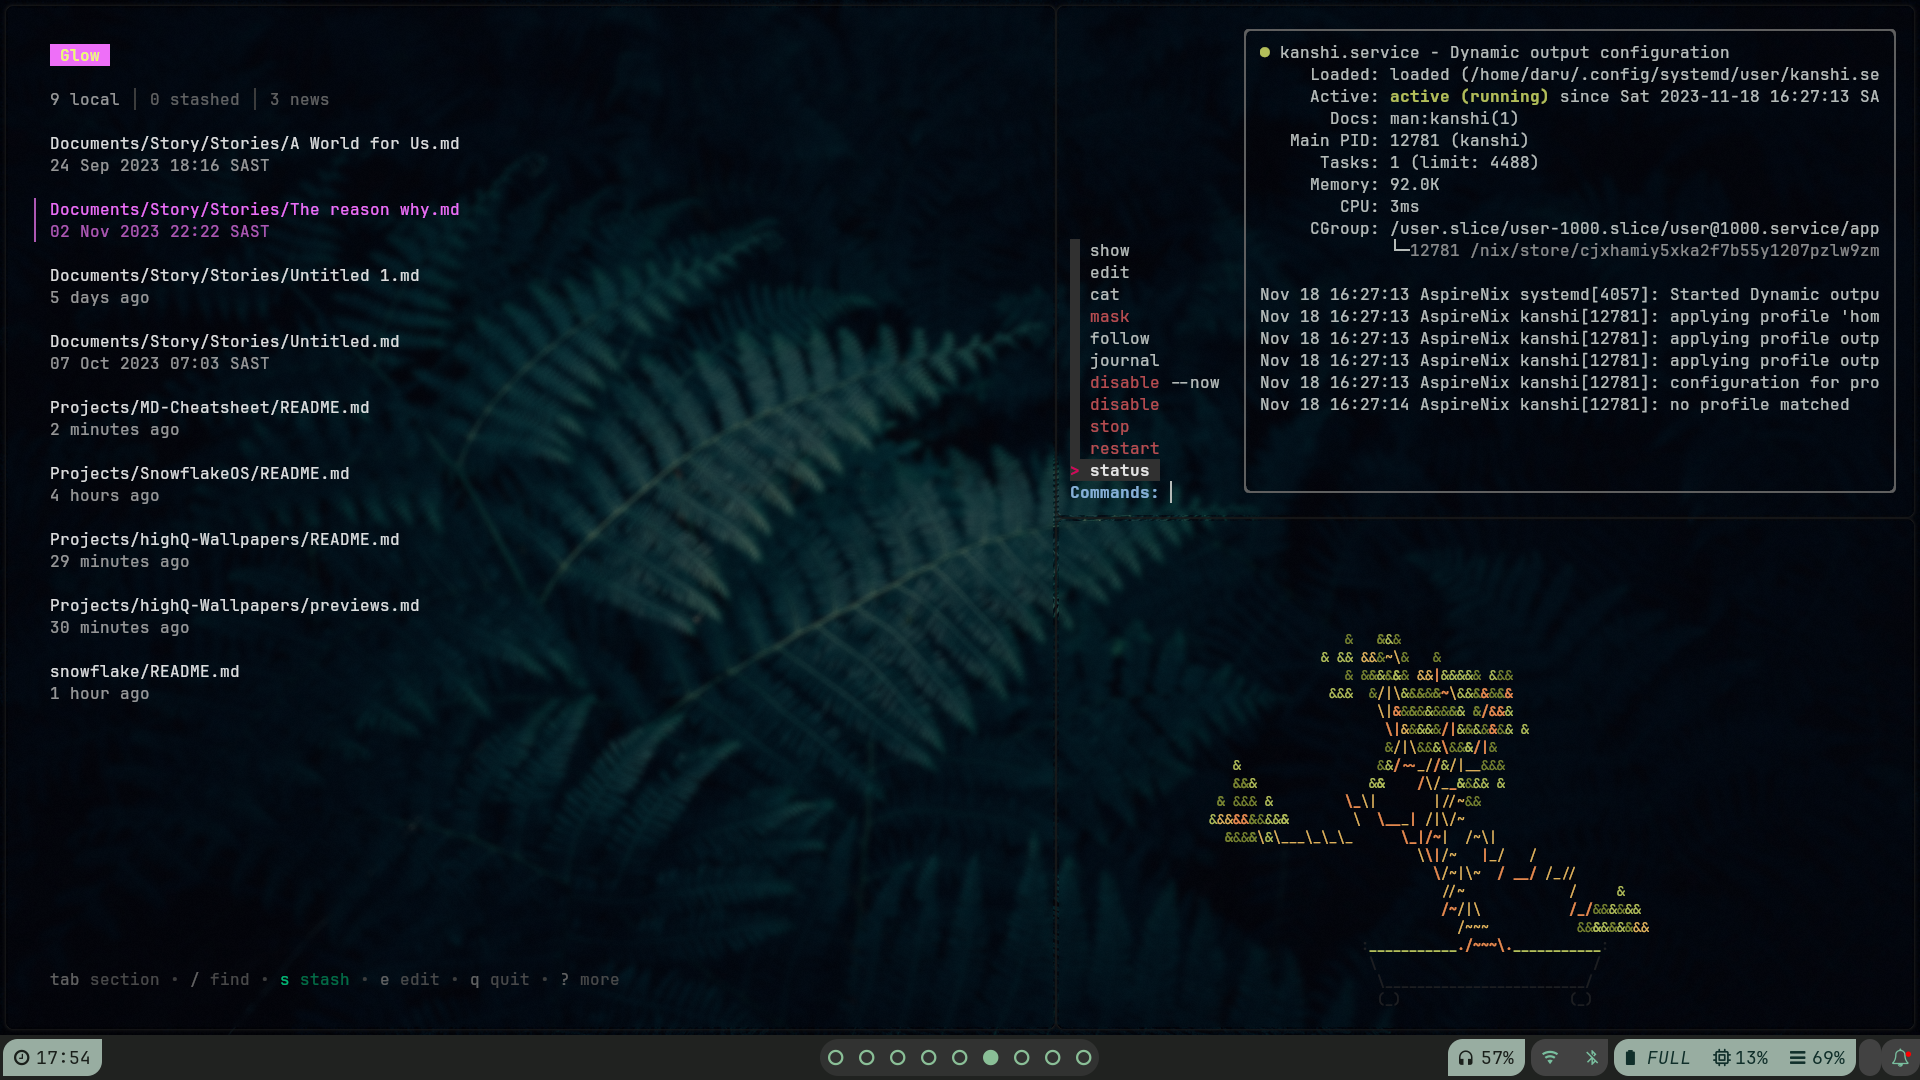 Glow
9 local │ 0 stashed │ 3 news
Documents/Story/Stories/A World for Us.md
24 Sep 2023 18:16 SAST
Documents/Story/Stories/The reason why.md
02 Nov 2023 22:22 SAST
Documents/Story/Stories/Untitled 1.md
5 days ago
Documents/Story/Stories/Untitled.md
07 Oct 2023 07:03 SAST
Projects/MD-Cheatsheet/README.md
2 minutes ago
Projects/SnowflakeOS/README.md
4 hours ago
Projects/highQ-Wallpapers/README.md
29 minutes ago
Projects/highQ-Wallpapers/previews.md
30 minutes ago
snowflake/README.md
1 hour ago
tab section • / find • s stash • e edit • q quit • ? more
show
edit
cat
mask
follow
journal
disable --now
disable
stop
restart
> status
Commands:
● kanshi.service - Dynamic output configuration
Loaded: loaded (/home/daru/.config/systemd/user/kanshi.se
Active: active (running) since Sat 2023-11-18 16:27:13 SA
Docs: man:kanshi(1)
Main PID: 12781 (kanshi)
Tasks: 1 (limit: 4488)
Memory: 92.0K
CPU: 3ms
CGroup: /user.slice/user-1000.slice/user@1000.service/app
└─12781 /nix/store/cjxhamiy5xka2f7b55y1207pzlw9zm
Nov 18 16:27:13 AspireNix systemd[4057]: Started Dynamic outpu
Nov 18 16:27:13 AspireNix kanshi[12781]: applying profile 'hom
Nov 18 16:27:13 AspireNix kanshi[12781]: applying profile outp
Nov 18 16:27:13 AspireNix kanshi[12781]: applying profile outp
Nov 18 16:27:13 AspireNix kanshi[12781]: configuration for pro
Nov 18 16:27:14 AspireNix kanshi[12781]: no profile matched
17:54
57%
FULL
13%
69%